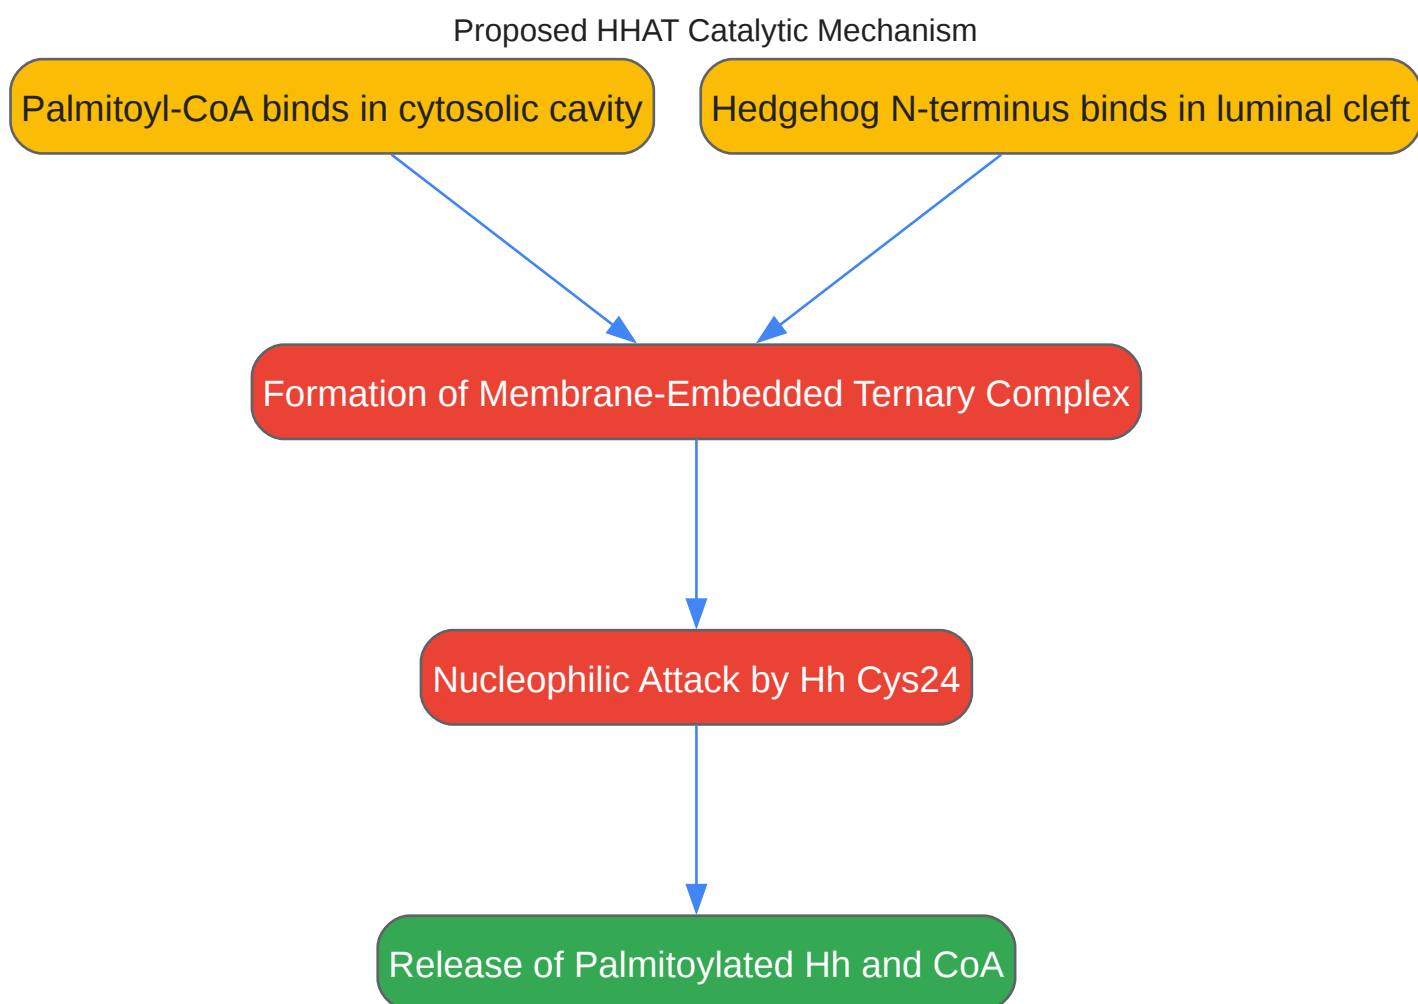 Proposed HHAT Catalytic Mechanism
Palmitoyl-CoA binds in cytosolic cavity
Hedgehog N-terminus binds in luminal cleft
Formation of Membrane-Embedded Ternary Complex
Nucleophilic Attack by Hh Cys24
Release of Palmitoylated Hh and CoA